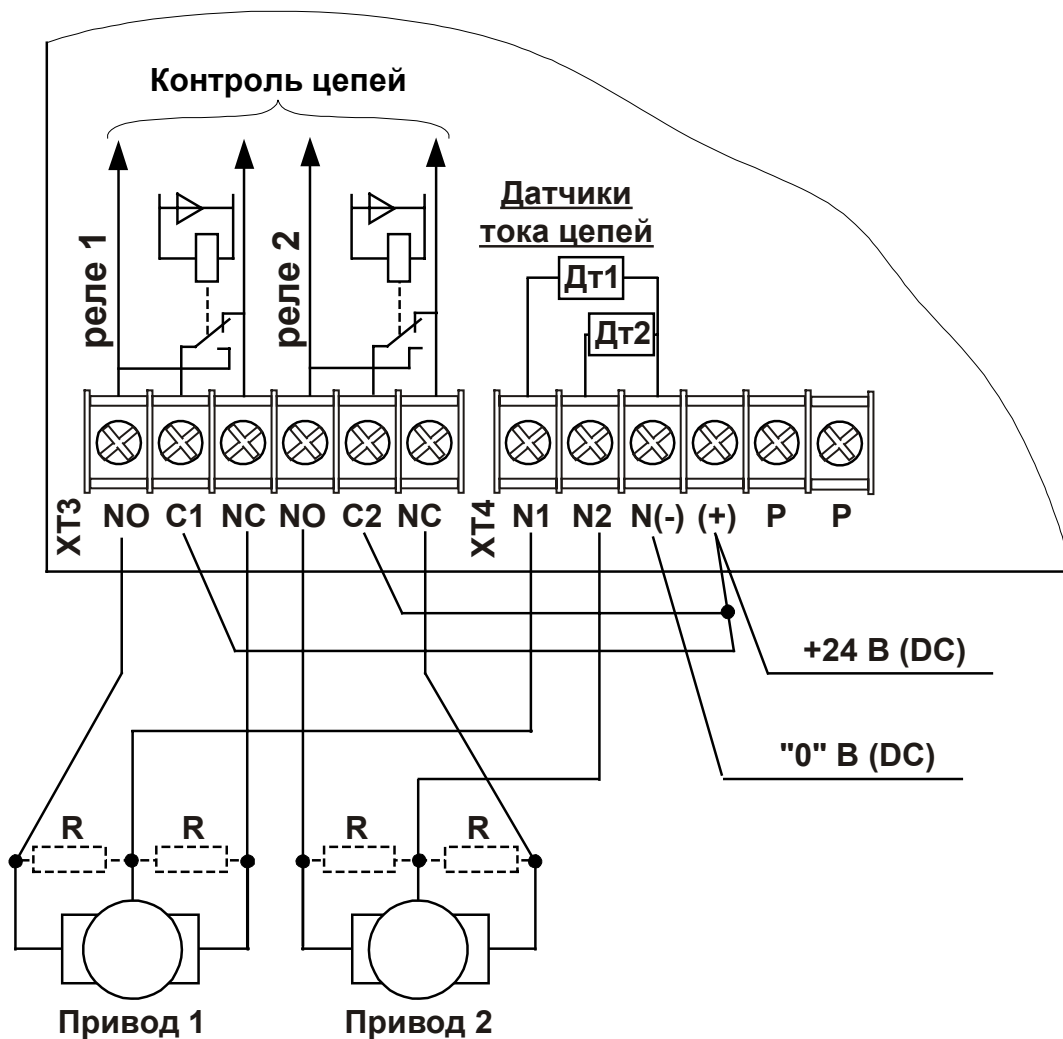 Контроль цепей
реле 1
реле 2
Датчики
тока цепей
Дт1
Дт2
XT3
NO C1 NC NO C2 NC
XT4
N1 N2 N(-) (+) P P
+24 В (DC)
"0" В (DC)
R R R R
Привод 1 Привод 2